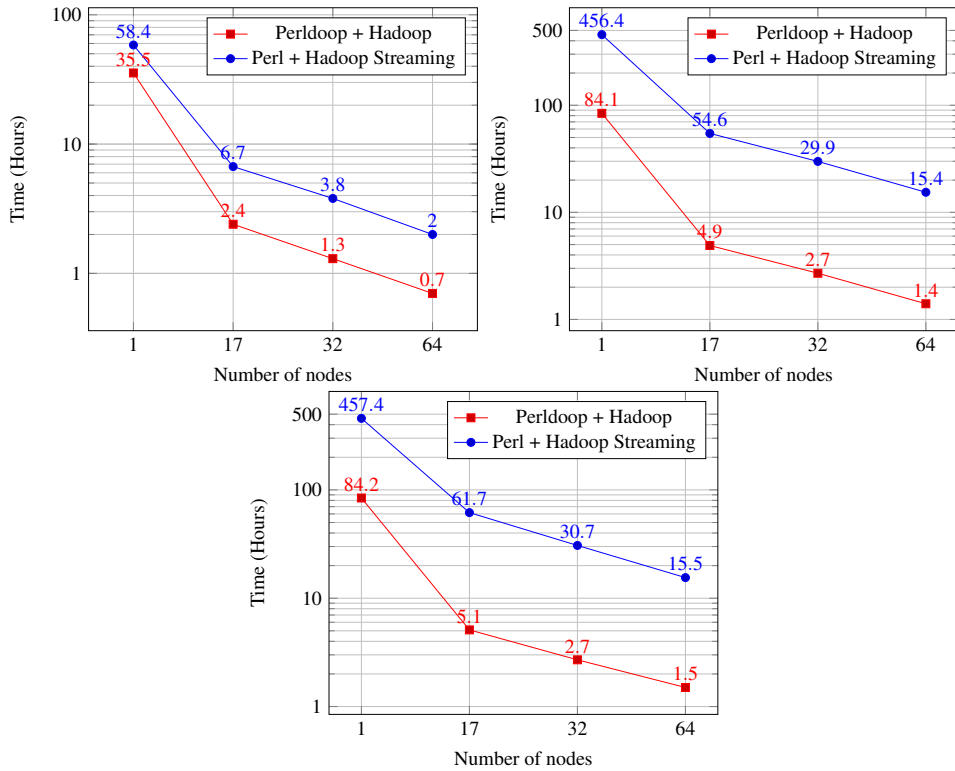 100
10
1
Time (Hours)
58.4
6.7
3.8
2
35.5
2.4
1.3
0.7
Perldoop + Hadoop
Perl + Hadoop Streaming
1 17 32 64
Number of nodes
500
100
10
1
Time (Hours)
456.4
54.6
29.9
15.4
84.1
4.9
2.7
1.4
Perldoop + Hadoop
Perl + Hadoop Streaming
1 17 32 64
Number of nodes
500
100
10
1
Time (Hours)
457.4
61.7
30.7
15.5
84.2
5.1
2.7
1.5
Perldoop + Hadoop
Perl + Hadoop Streaming
1 17 32 64
Number of nodes